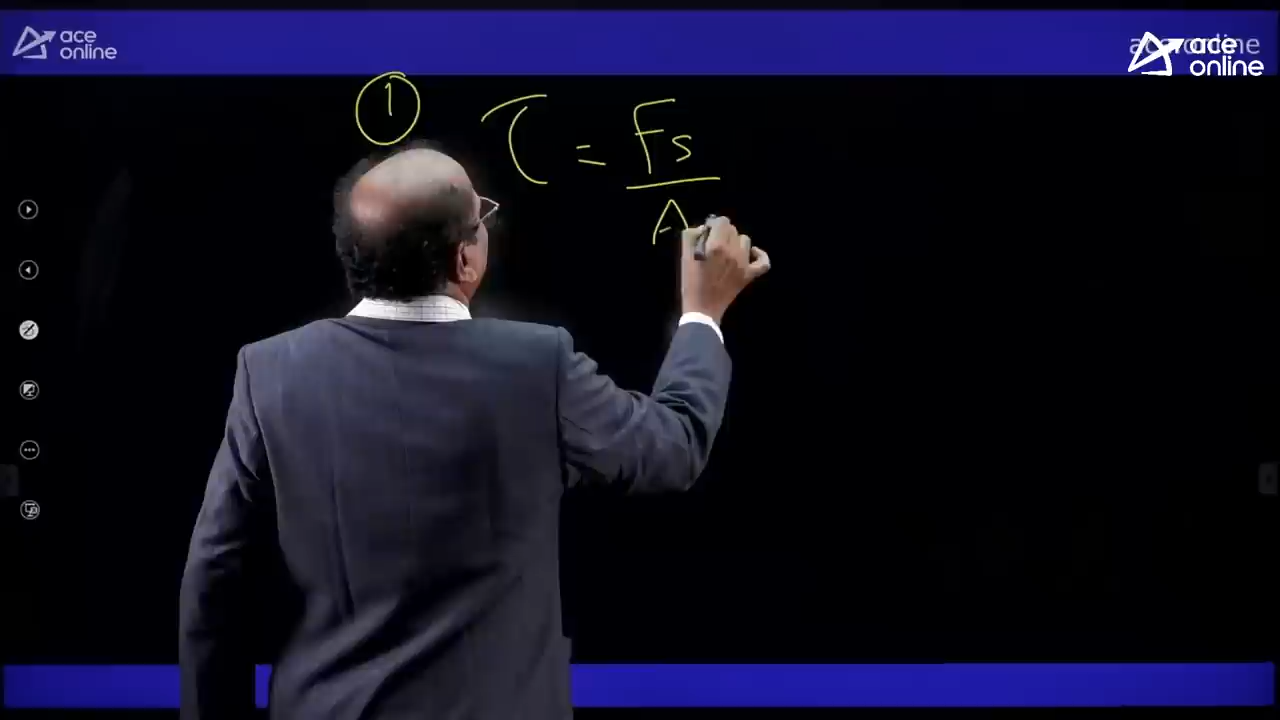 ace
online
ace
online
1
τ = Fs
A